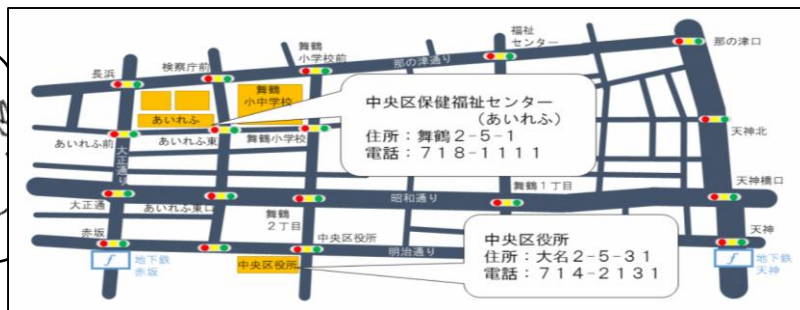 福祉
センター
那の津口
舞鶴
小学校前
那の津通り
検察庁前
長浜
舞鶴
小中学校
中央区保健福祉センター
（あいれふ）
住所：舞鶴2-5-1
電話：718-1111
あいれふ
あいれふ前
あいれふ東
舞鶴小学校
天神北
大正通り
天神橋口
舞鶴1丁目
昭和通り
大正通
あいれふ東口
舞鶴
2丁目
赤坂
中央区役所
明治通り
天神
中央区役所
住所：大名2-5-31
電話：714-2131
中央区役所
地下鉄
赤坂
地下鉄
天神